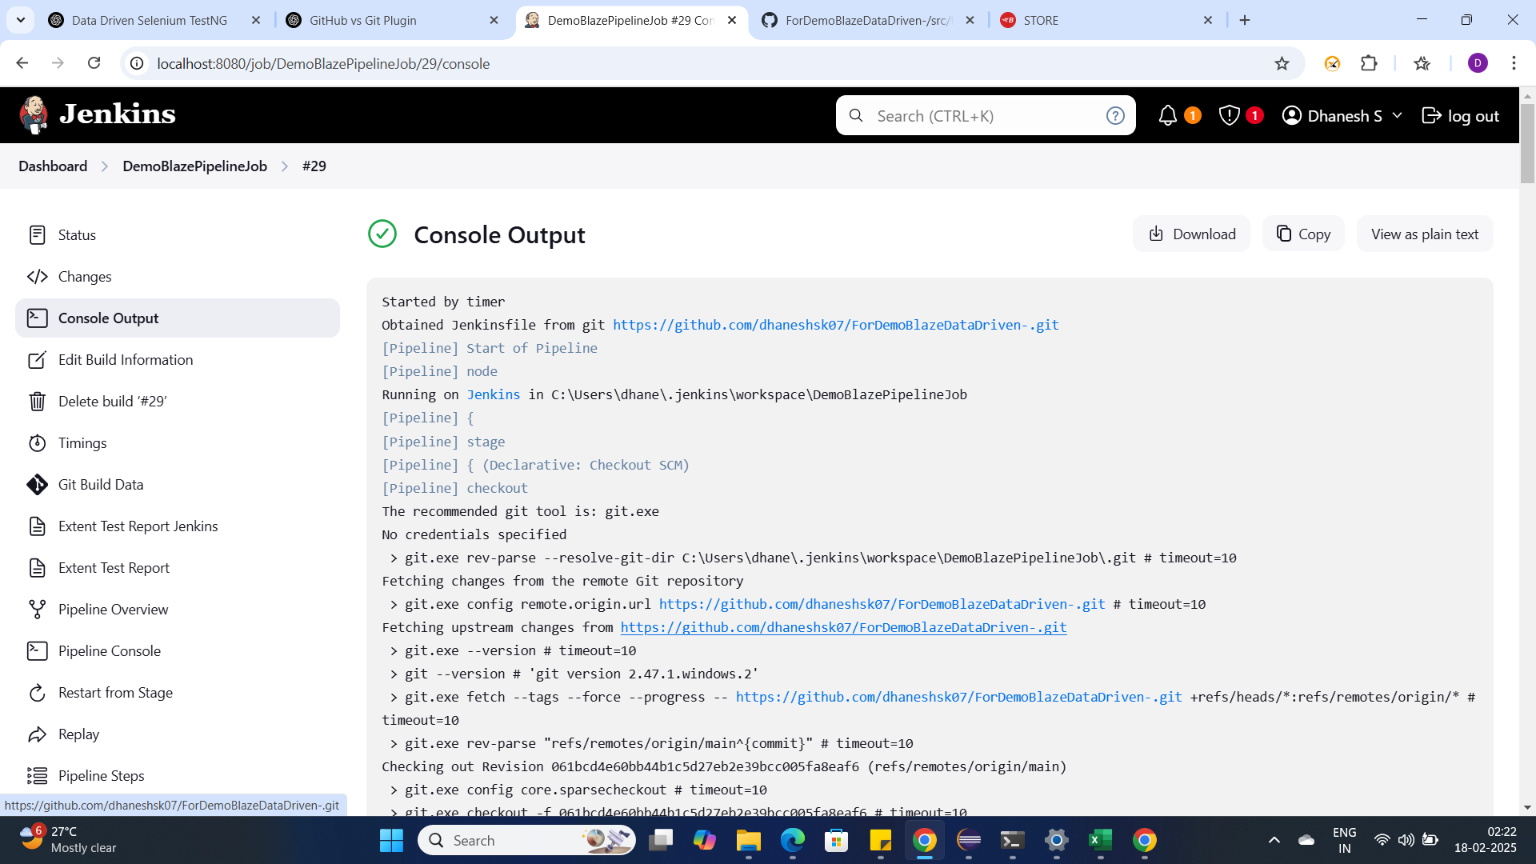 Data Driven Selenium TestNG
GitHub vs Git Plugin
DemoBlazePipelineJob #29 Con
ForDemoBlazeDataDriven-/src/
STORE
localhost:8080/job/DemoBlazePipelineJob/29/console
D
Jenkins
Search (CTRL+K)
?
1
1
Dhanesh S
log out
Dashboard
DemoBlazePipelineJob
#29
Status
Changes
Console Output
Edit Build Information
Delete build ‘#29’
Timings
Git Build Data
Extent Test Report Jenkins
Extent Test Report
Pipeline Overview
Pipeline Console
Restart from Stage
Replay
Pipeline Steps
https://github.com/dhaneshsk07/ForDemoBlazeDataDriven-.git
Console Output
Download
Copy
View as plain text
Started by timer
Obtained Jenkinsfile from git https://github.com/dhaneshsk07/ForDemoBlazeDataDriven-.git
[Pipeline] Start of Pipeline
[Pipeline] node
Running on Jenkins in C:\Users\dhane\.jenkins\workspace\DemoBlazePipelineJob
[Pipeline] {
[Pipeline] stage
[Pipeline] { (Declarative: Checkout SCM)
[Pipeline] checkout
The recommended git tool is: git.exe
No credentials specified
> git.exe rev-parse --resolve-git-dir C:\Users\dhane\.jenkins\workspace\DemoBlazePipelineJob\.git # timeout=10
Fetching changes from the remote Git repository
> git.exe config remote.origin.url https://github.com/dhaneshsk07/ForDemoBlazeDataDriven-.git # timeout=10
Fetching upstream changes from https://github.com/dhaneshsk07/ForDemoBlazeDataDriven-.git
> git.exe --version # timeout=10
> git --version # 'git version 2.47.1.windows.2'
> git.exe fetch --tags --force --progress -- https://github.com/dhaneshsk07/ForDemoBlazeDataDriven-.git +refs/heads/*:refs/remotes/origin/* #
timeout=10
> git.exe rev-parse "refs/remotes/origin/main^{commit}" # timeout=10
Checking out Revision 061bcd4e60bb44b1c5d27eb2e39bcc005fa8eaf6 (refs/remotes/origin/main)
> git.exe config core.sparsecheckout # timeout=10
> git.exe checkout -f 061bcd4e60bb44b1c5d27eb2e39bcc005fa8eaf6 # timeout=10
6
27°C
Mostly clear
Search
ENG
IN
02:22
18-02-2025